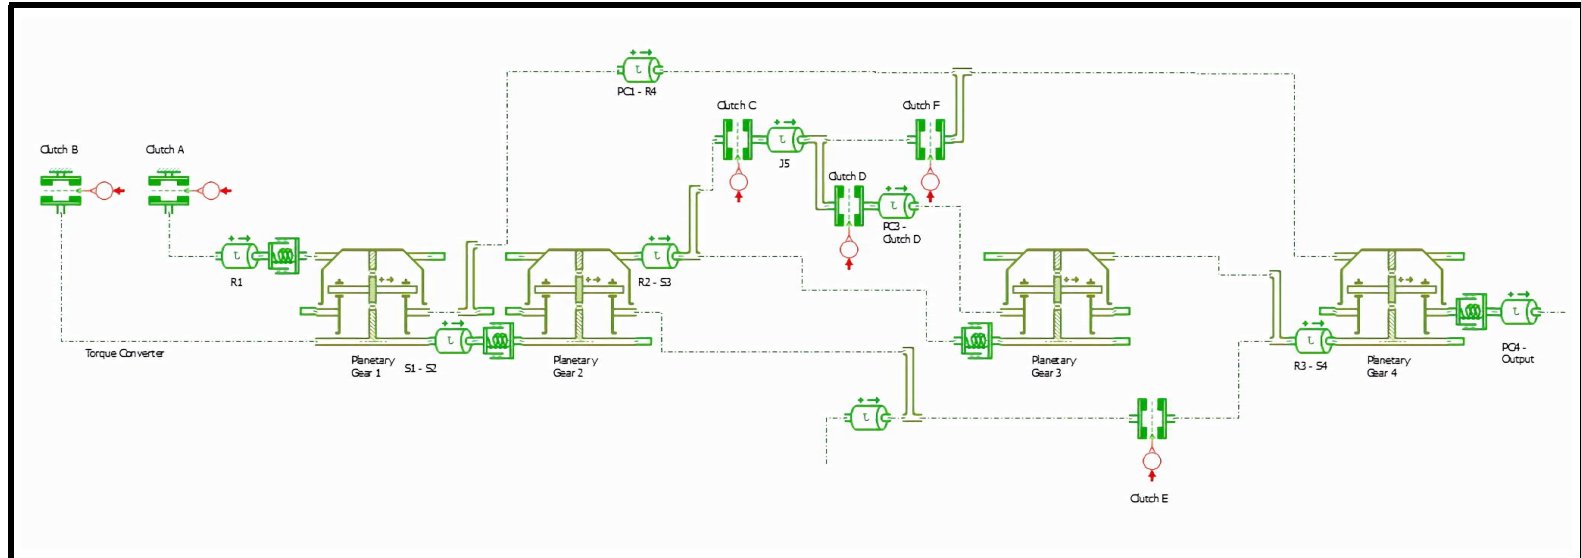 PC1 - R4
Clutch C
Clutch F
J5
Clutch B
Clutch A
Clutch D
PC3 -
Clutch D
R1
R2 - S3
Torque Converter
Planetary
Gear 1
S1 - S2
Planetary
Gear 2
Planetary
Gear 3
R3 - S4
Planetary
Gear 4
PC4 -
Output
Clutch E